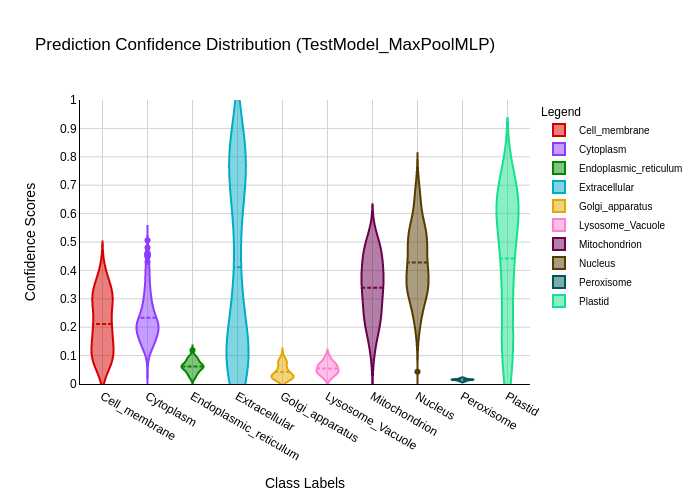 Prediction Confidence Distribution (TestModel_MaxPoolMLP)
Legend
Cell_membrane
Cytoplasm
Endoplasmic_reticulum
Extracellular
Golgi_apparatus
Lysosome_Vacuole
Mitochondrion
Nucleus
Peroxisome
Plastid
Confidence Scores
1
0.9
0.8
0.7
0.6
0.5
0.4
0.3
0.2
0.1
0
Cell_membrane
Cytoplasm
Endoplasmic_reticulum
Extracellular
Golgi_apparatus
Lysosome_Vacuole
Mitochondrion
Nucleus
Peroxisome
Plastid
Class Labels